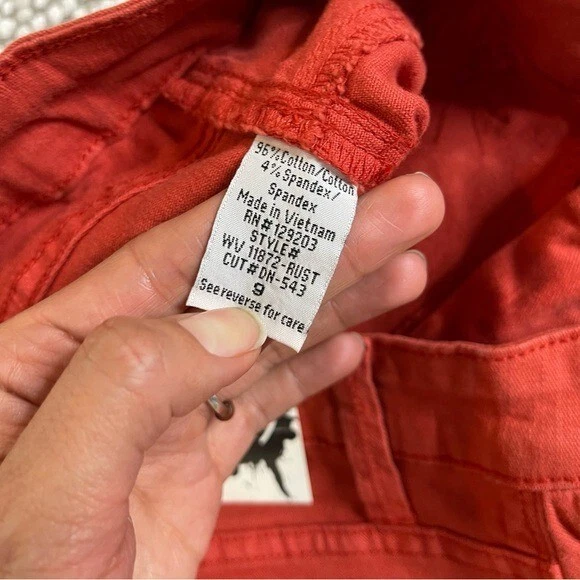 96%Cotton/Cotton
4% Spandex/
Spandex
Made in Vietnam
RN#129203
STYLE#
WV 11872-RUST
CUT#DN-543
9
See reverse for care